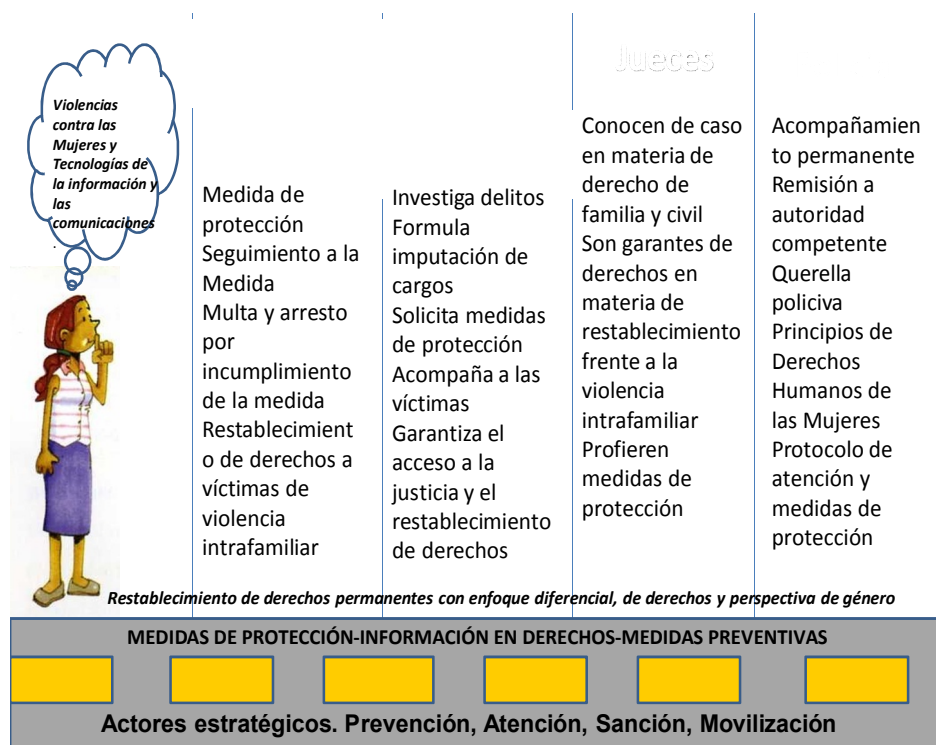 Violencias
contra las
Mujeres y
Tecnologías de
la información y
las
comunicaciones
.
Medida de
protección
Seguimiento a la
Medida
Multa y arresto
por
incumplimiento
de la medida
Restablecimient
o de derechos a
víctimas de
violencia
intrafamiliar
Investiga delitos
Formula
imputación de
cargos
Solicita medidas
de protección
Acompaña a las
víctimas
Garantiza el
acceso a la
justicia y el
restablecimiento
de derechos
Jueces
Conocen de caso
en materia de
derecho de
familia y civil
Son garantes de
derechos en
materia de
restablecimiento
frente a la
violencia
intrafamiliar
Profieren
medidas de
protección
Acompañamien
to permanente
Remisión a
autoridad
competente
Querella
policiva
Principios de
Derechos
Humanos de
las Mujeres
Protocolo de
atención y
medidas de
protección
Restablecimiento de derechos permanentes con enfoque diferencial, de derechos y perspectiva de género
MEDIDAS DE PROTECCIÓN-INFORMACIÓN EN DERECHOS-MEDIDAS PREVENTIVAS
Actores estratégicos. Prevención, Atención, Sanción, Movilización